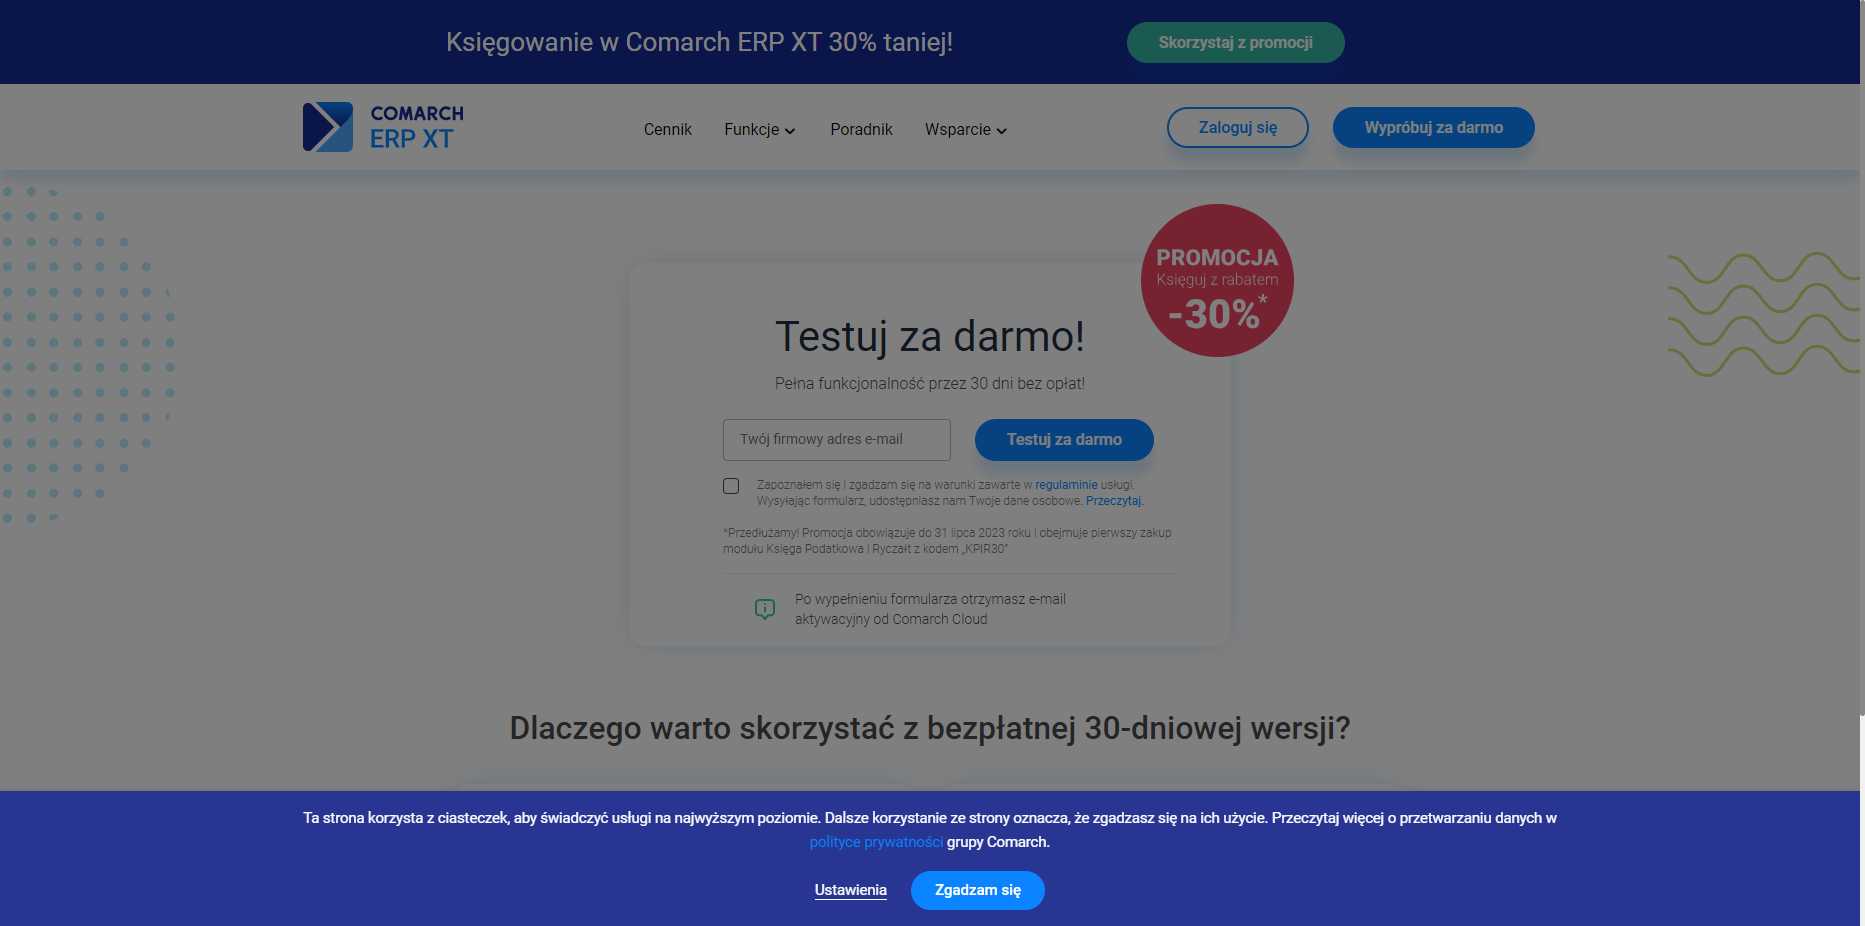 Księgowanie w Comarch ERP XT 30% taniej!
Skorzystaj z promocji
COMARCH
ERP XT
Cennik
Funkcje
Poradnik
Wsparcie
Zaloguj się
Wypróbuj za darmo
PROMOCJA
Księguj z rabatem
-30%*
Testuj za darmo!
Pełna funkcjonalność przez 30 dni bez opłat!
Twój firmowy adres e-mail
Testuj za darmo
Zapoznałem się i zgadzam się na warunki zawarte w regulaminie usługi.
Wysyłając formularz, udostępniasz nam Twoje dane osobowe. Przeczytaj.
*Przedłużamy! Promocja obowiązuje do 31 lipca 2023 roku i obejmuje pierwszy zakup
modułu Księga Podatkowa i Ryczałt z kodem „KPIR30”
Po wypełnieniu formularza otrzymasz e-mail
aktywacyjny od Comarch Cloud
Dlaczego warto skorzystać z bezpłatnej 30-dniowej wersji?
Ta strona korzysta z ciasteczek, aby świadczyć usługi na najwyższym poziomie. Dalsze korzystanie ze strony oznacza, że zgadzasz się na ich użycie. Przeczytaj więcej o przetwarzaniu danych w
polityce prywatności grupy Comarch.
Ustawienia
Zgadzam się